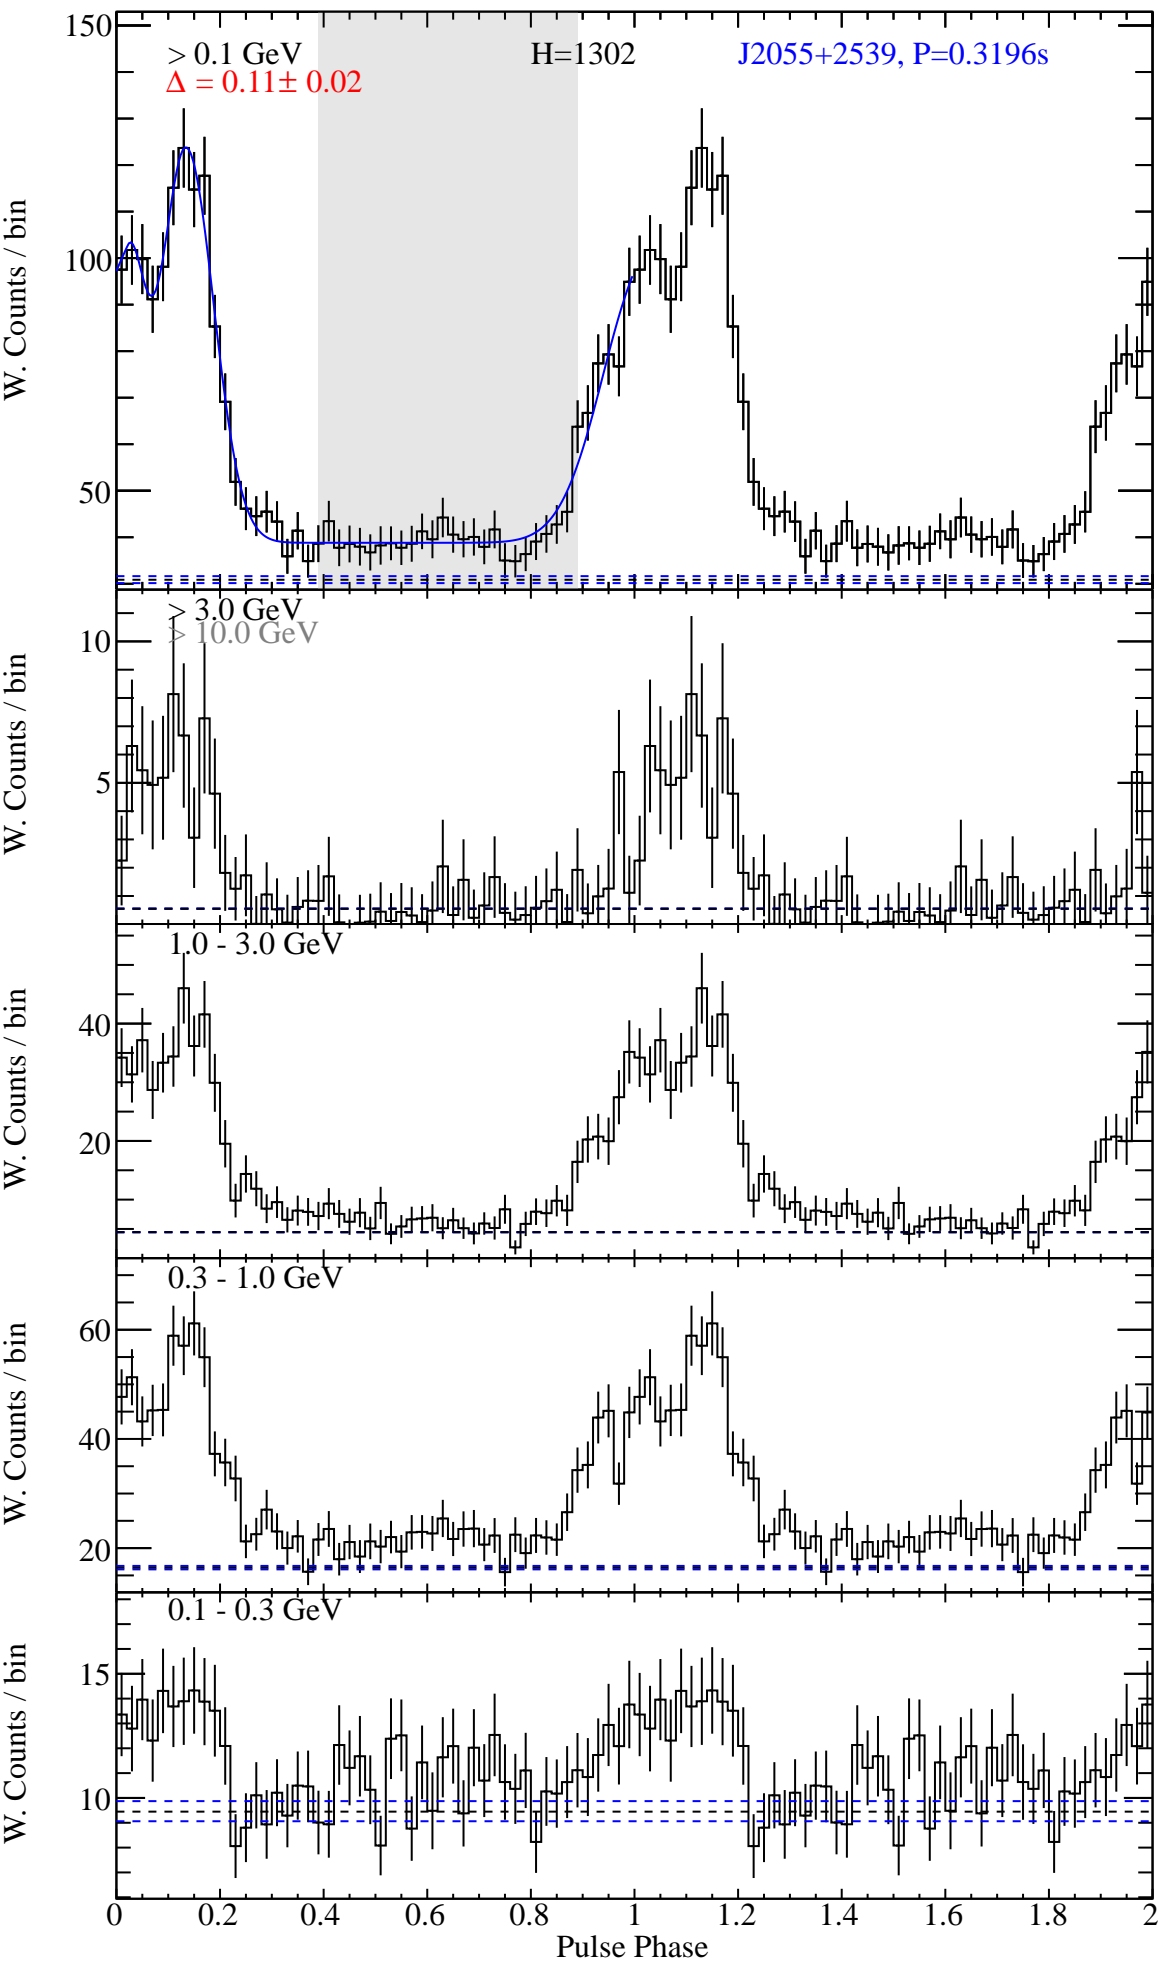 150
> 0.1 GeV H=1302 J2055+2539, P=0.3196s
Δ = 0.11± 0.02
100
50
W. Counts / bin
> 3.0 GeV
> 10.0 GeV
10
5
W. Counts / bin
1.0 - 3.0 GeV
40
20
W. Counts / bin
0.3 - 1.0 GeV
60
40
20
W. Counts / bin
0.1 - 0.3 GeV
15
10
W. Counts / bin
0 0.2 0.4 0.6 0.8 1 1.2 1.4 1.6 1.8 2
Pulse Phase